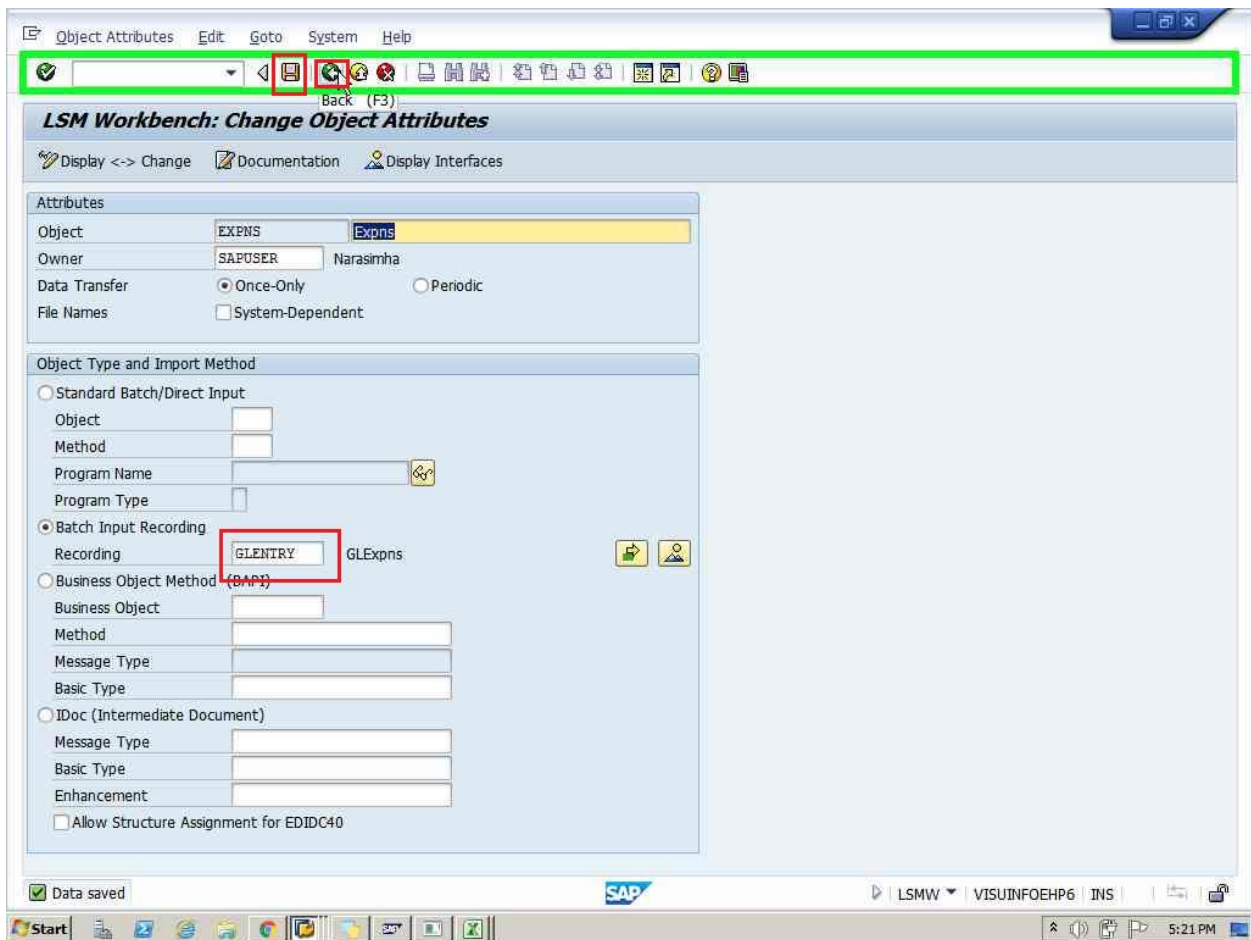 Object Attributes Edit Goto System Help
Back (F3)
LSM Workbench: Change Object Attributes
Display <-> Change Documentation Display Interfaces
Attributes
Object EXPNS Expns
Owner SAPUSER Narasimha
Data Transfer Once-Only Periodic
File Names System-Dependent
Object Type and Import Method
Standard Batch/Direct Input
Object
Method
Program Name
Program Type
Batch Input Recording
Recording GLENTRY GLExpns
Business Object Method (BAPI)
Business Object
Method
Message Type
Basic Type
IDoc (Intermediate Document)
Message Type
Basic Type
Enhancement
Allow Structure Assignment for EDIDC40
Data saved SAP LSMW VISUINFOEHP6 INS
Start 5:21 PM